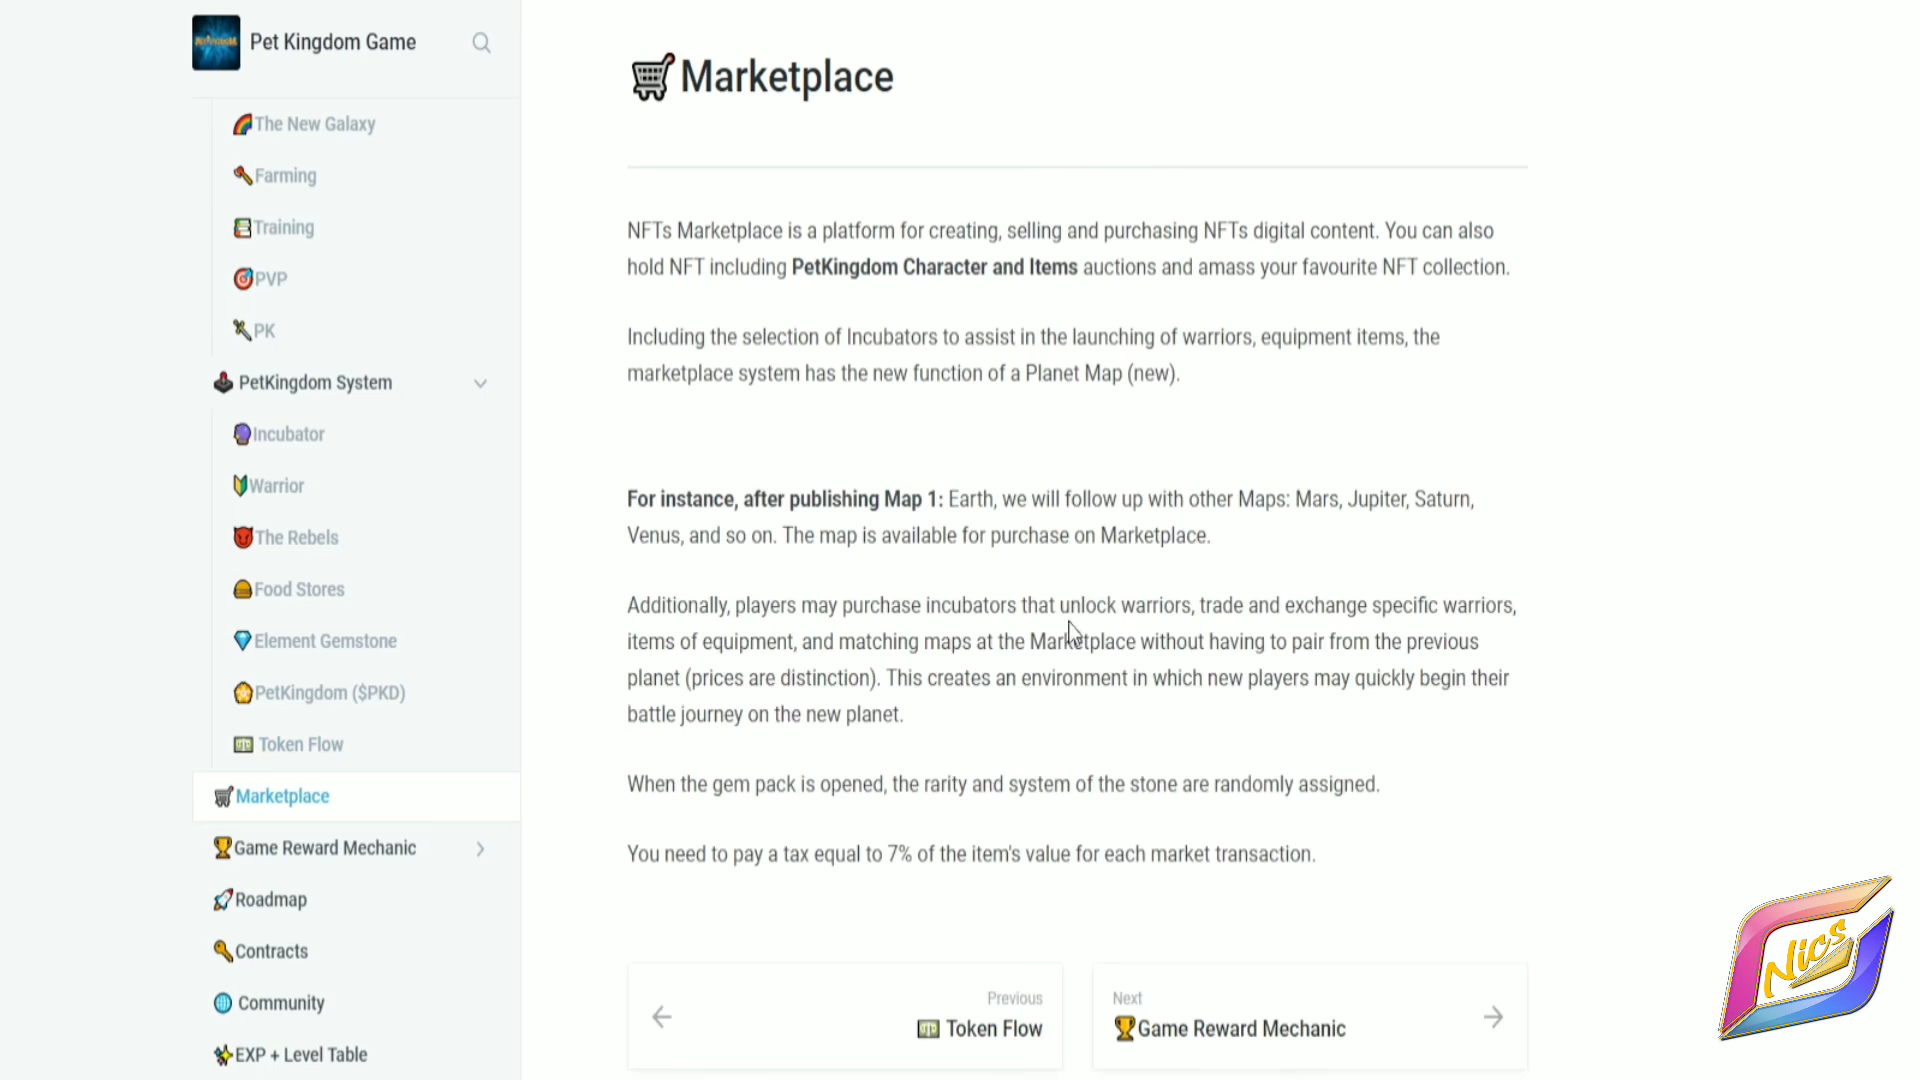 Pet Kingdom Game
The New Galaxy
Farming
Training
PVP
PK
PetKingdom System
Incubator
Warrior
The Rebels
Food Stores
Element Gemstone
PetKingdom ($PKD)
Token Flow
Marketplace
Game Reward Mechanic
Roadmap
Contracts
Community
EXP + Level Table
Marketplace
NFTs Marketplace is a platform for creating, selling and purchasing NFTs digital content. You can also
hold NFT including PetKingdom Character and Items auctions and amass your favourite NFT collection.
Including the selection of Incubators to assist in the launching of warriors, equipment items, the
marketplace system has the new function of a Planet Map (new).
For instance, after publishing Map 1: Earth, we will follow up with other Maps: Mars, Jupiter, Saturn,
Venus, and so on. The map is available for purchase on Marketplace.
Additionally, players may purchase incubators that unlock warriors, trade and exchange specific warriors,
items of equipment, and matching maps at the Marketplace without having to pair from the previous
planet (prices are distinction). This creates an environment in which new players may quickly begin their
battle journey on the new planet.
When the gem pack is opened, the rarity and system of the stone are randomly assigned.
You need to pay a tax equal to 7% of the item's value for each market transaction.
Previous
Token Flow
Next
Game Reward Mechanic
Nics